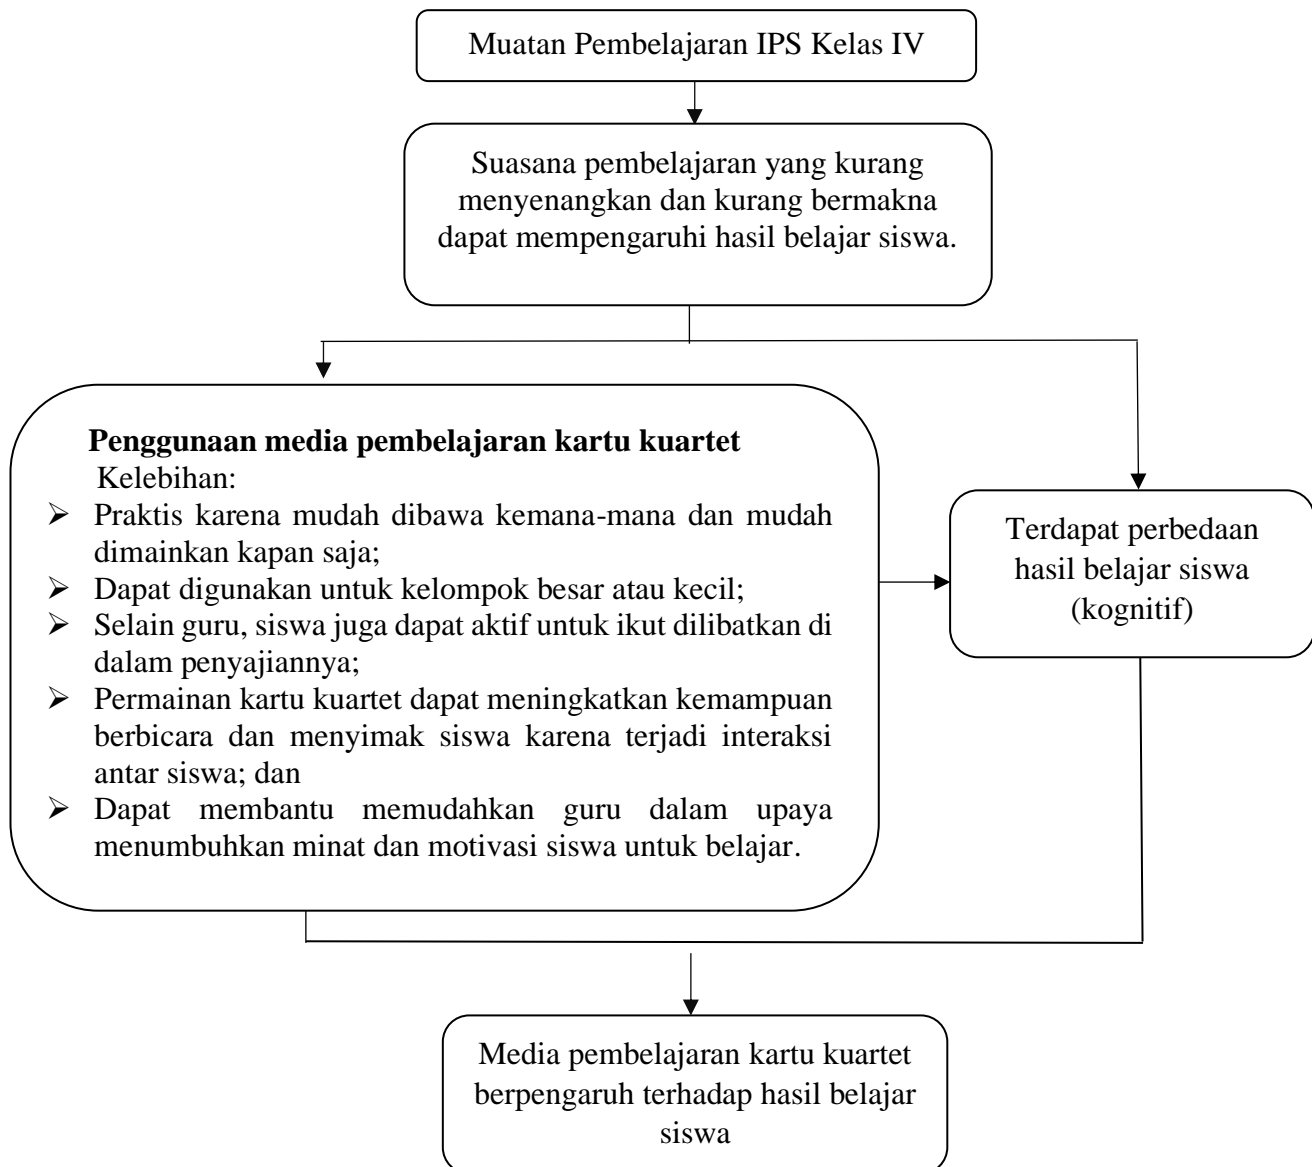 Muatan Pembelajaran IPS Kelas IV
Suasana pembelajaran yang kurang
menyenangkan dan kurang bermakna
dapat mempengaruhi hasil belajar siswa.
Penggunaan media pembelajaran kartu kuartet
Kelebihan:
➢ Praktis karena mudah dibawa kemana-mana dan mudah
dimainkan kapan saja;
➢ Dapat digunakan untuk kelompok besar atau kecil;
➢ Selain guru, siswa juga dapat aktif untuk ikut dilibatkan di
dalam penyajiannya;
➢ Permainan kartu kuartet dapat meningkatkan kemampuan
berbicara dan menyimak siswa karena terjadi interaksi
antar siswa; dan
➢ Dapat membantu memudahkan guru dalam upaya
menumbuhkan minat dan motivasi siswa untuk belajar.
Terdapat perbedaan
hasil belajar siswa
(kognitif)
Media pembelajaran kartu kuartet
berpengaruh terhadap hasil belajar
siswa